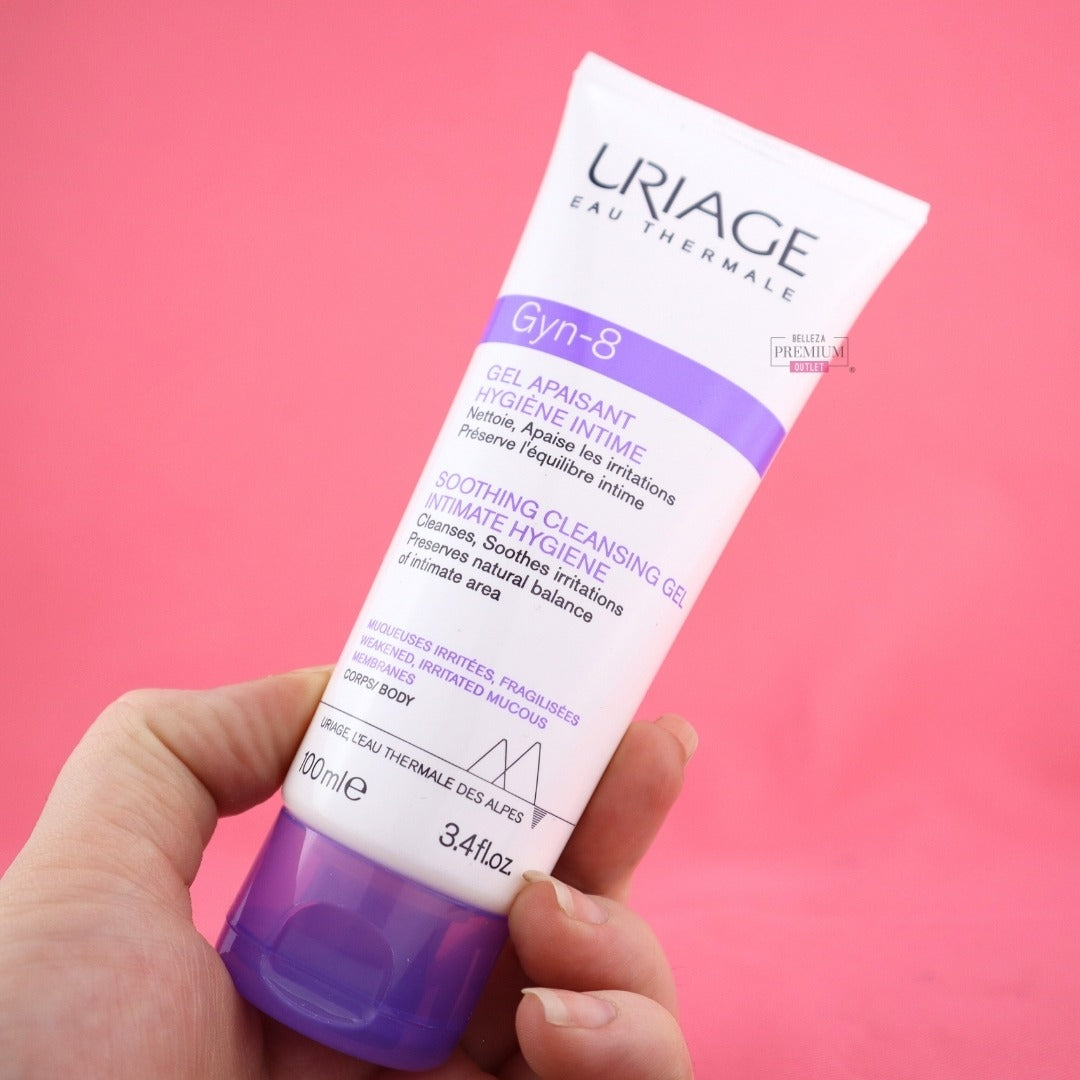 URIAGE
EAU THERMALE
Gyn-8
GEL APAISANT
HYGIÈNE INTIME
Nettoie, Apaise les irritations
Préserve l'équilibre intime
SOOTHING CLEANSING GEL
INTIMATE HYGIENE
Cleanses, Soothes irritations
Preserves natural balance
of intimate area
MUQUEUSES IRRITÉES, FRAGILISÉES
WEAKENED, IRRITATED MUCOUS
MEMBRANES
CORPS/ BODY
URIAGE, L'EAU THERMALE DES ALPES
100 ml e
3.4fl.oz.
BELLEZA
PREMIUM
OUTLET
®